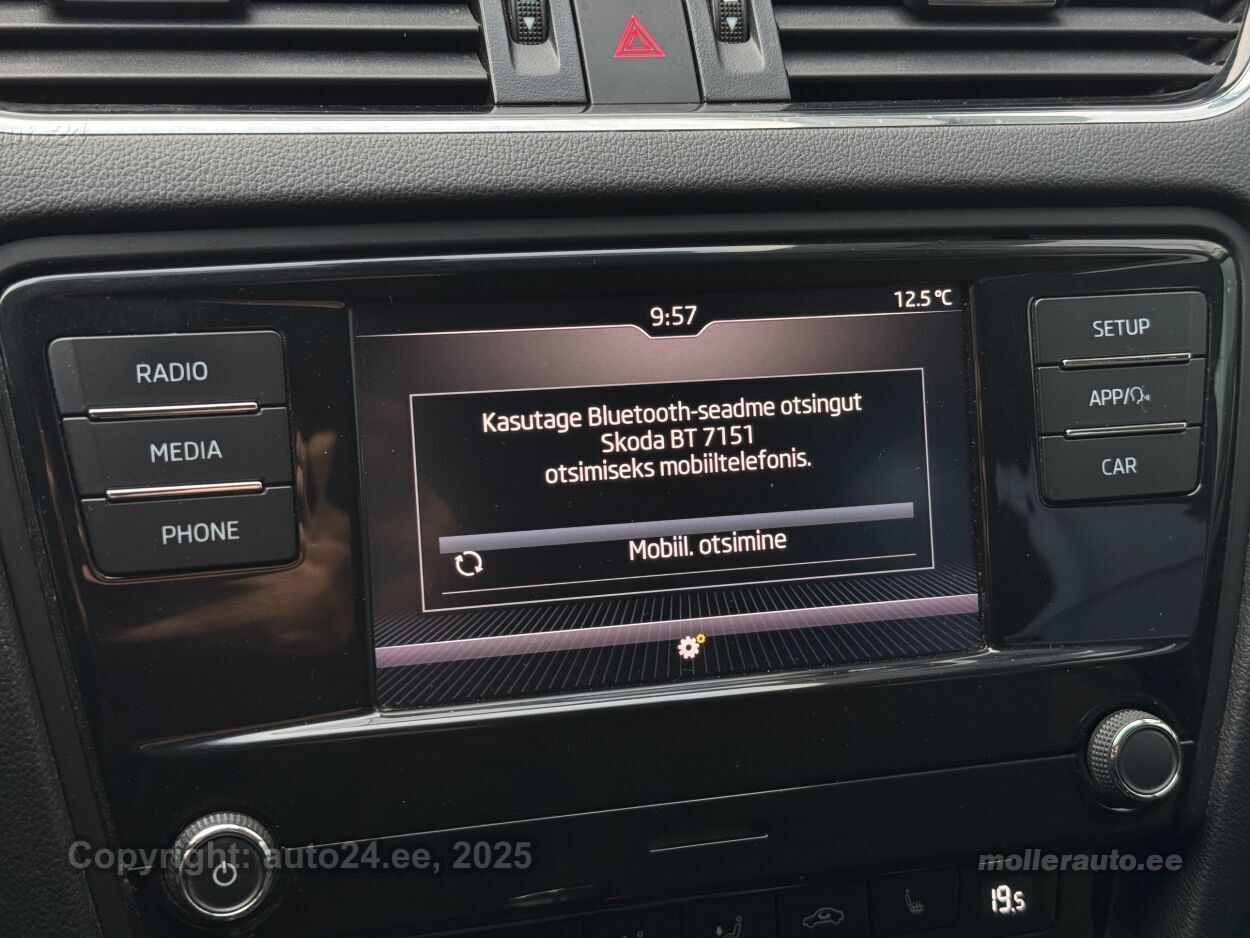 9:57
12.5 °C
RADIO
MEDIA
PHONE
Kasutage Bluetooth-seadme otsingut
Skoda BT 7151
otsimiseks mobiiltelefonis.
Mobiil. otsimine
SETUP
APP/
CAR
Copyright: auto24.ee, 2025
mollerauto.ee
19.5